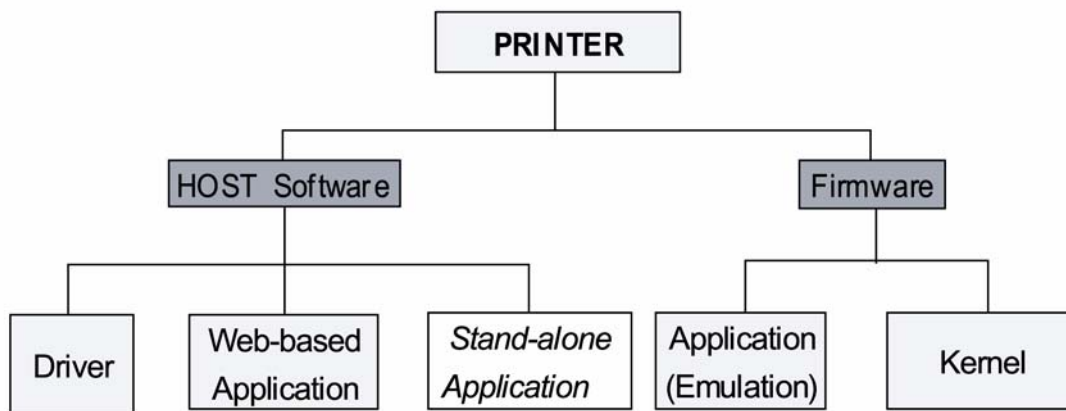 PRINTER
HOST Software
Firmware
Driver
Web-based
Application
Stand-alone
Application
Application
(Emulation)
Kernel